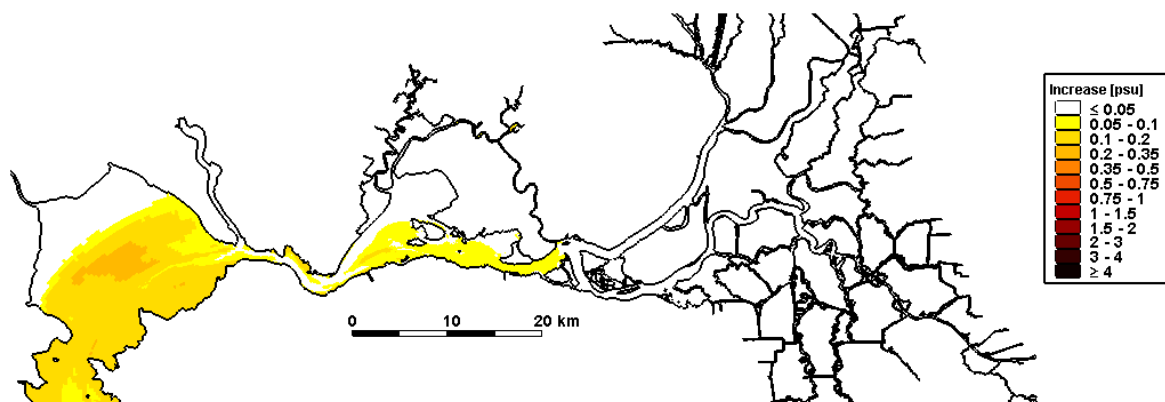 Increase [psu]
≤ 0.05
0.05 - 0.1
0.1 - 0.2
0.2 - 0.35
0.35 - 0.5
0.5 - 0.75
0.75 - 1
1 - 1.5
1.5 - 2
2 - 3
3 - 4
≥ 4
0 10 20 km